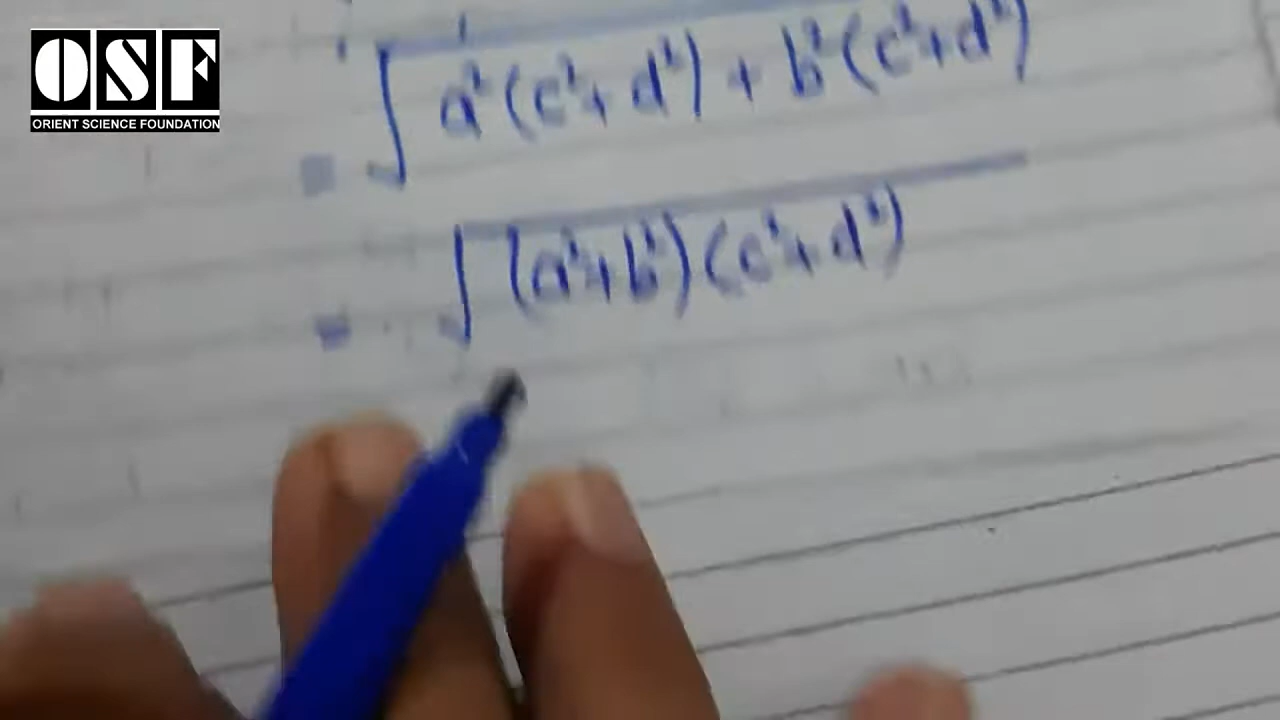 OSF
ORIENT SCIENCE FOUNDATION
√a²(c²+d²) + b²(c²+d²)
= √(a²+b²)(c²+d²)